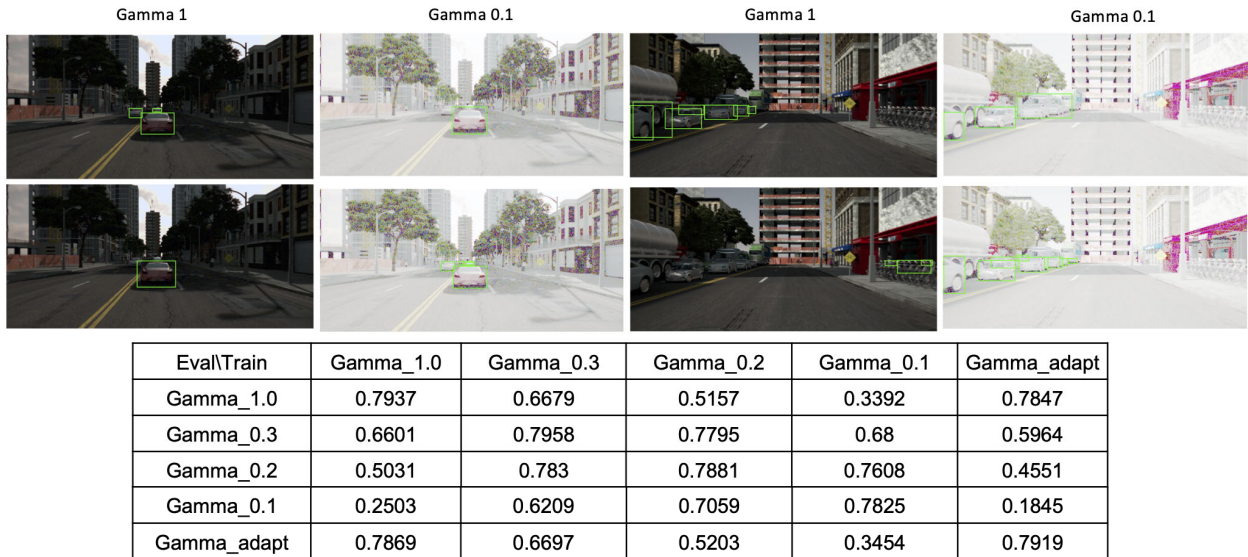 Gamma 1 Gamma 0.1 Gamma 1 Gamma 0.1
Eval\Train Gamma_1.0 Gamma_0.3 Gamma_0.2 Gamma_0.1 Gamma_adapt
Gamma_1.0 0.7937 0.6679 0.5157 0.3392 0.7847
Gamma_0.3 0.6601 0.7958 0.7795 0.68 0.5964
Gamma_0.2 0.5031 0.783 0.7881 0.7608 0.4551
Gamma_0.1 0.2503 0.6209 0.7059 0.7825 0.1845
Gamma_adapt 0.7869 0.6697 0.5203 0.3454 0.7919